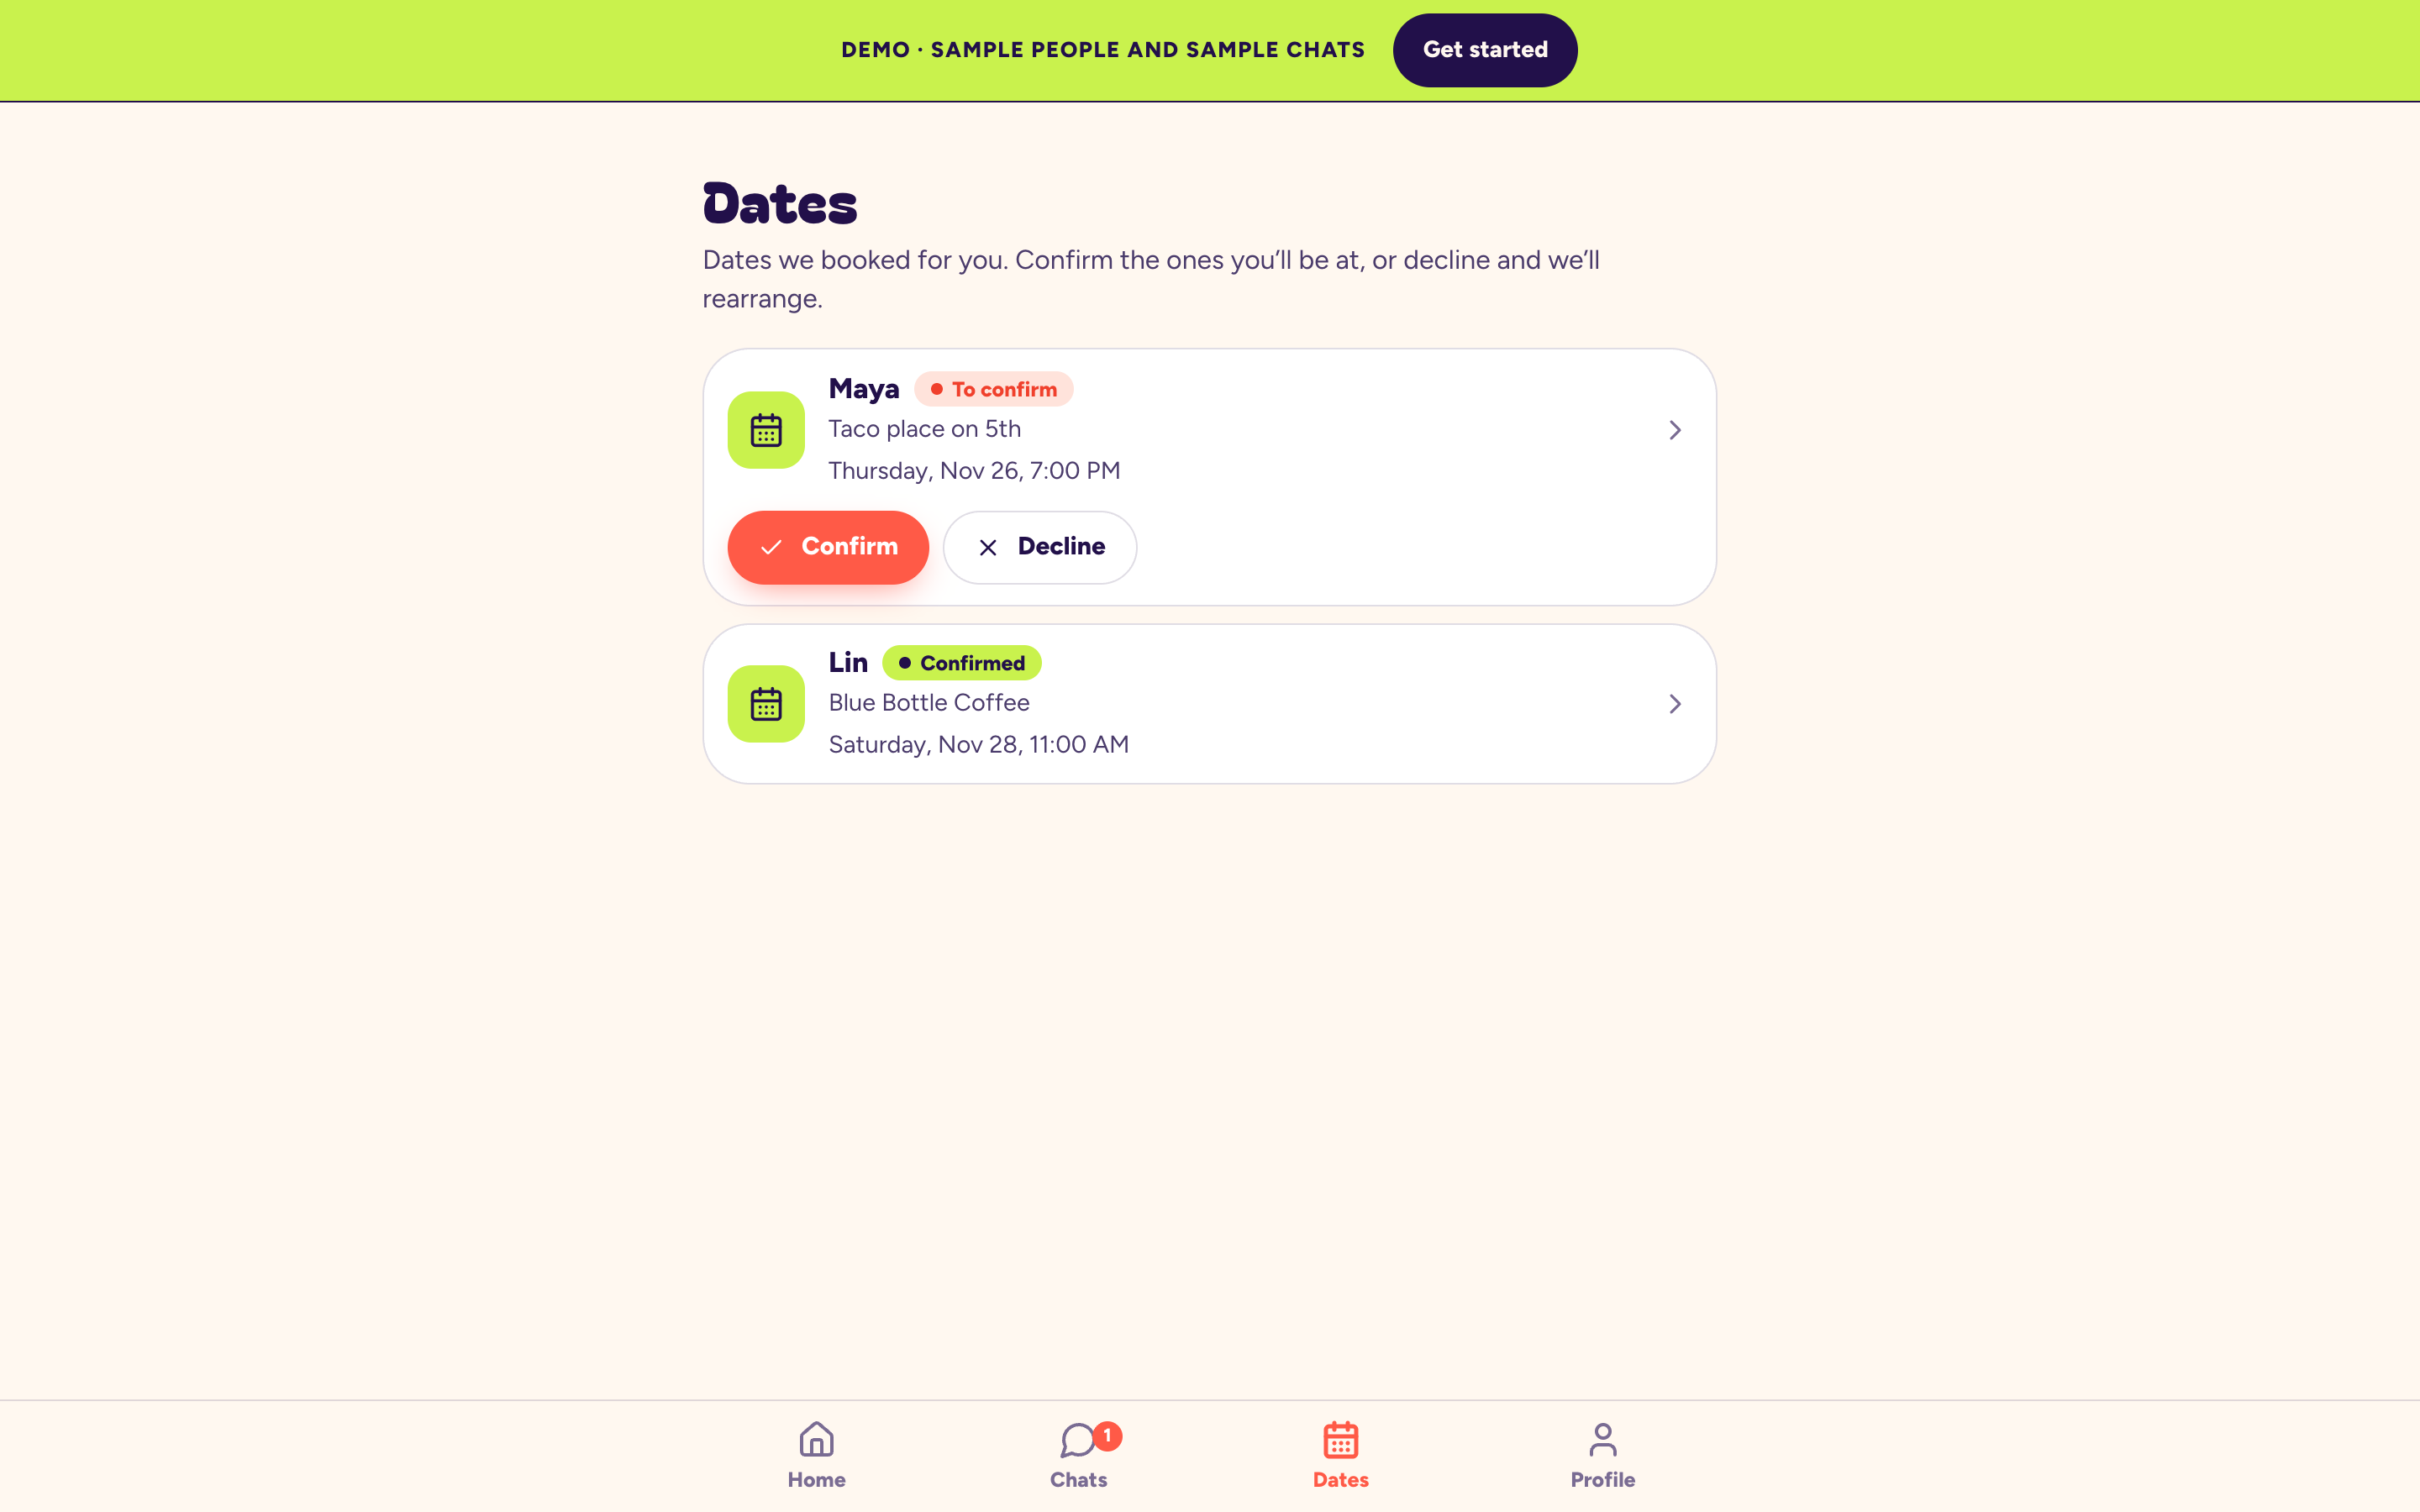 DEMO · SAMPLE PEOPLE AND SAMPLE CHATS
Get started
Dates
Dates we booked for you. Confirm the ones you’ll be at, or decline and we’ll
rearrange.
Maya
To confirm
Taco place on 5th
Thursday, Nov 26, 7:00 PM
Confirm
Decline
Lin
Confirmed
Blue Bottle Coffee
Saturday, Nov 28, 11:00 AM
Home
Chats
1
Dates
Profile